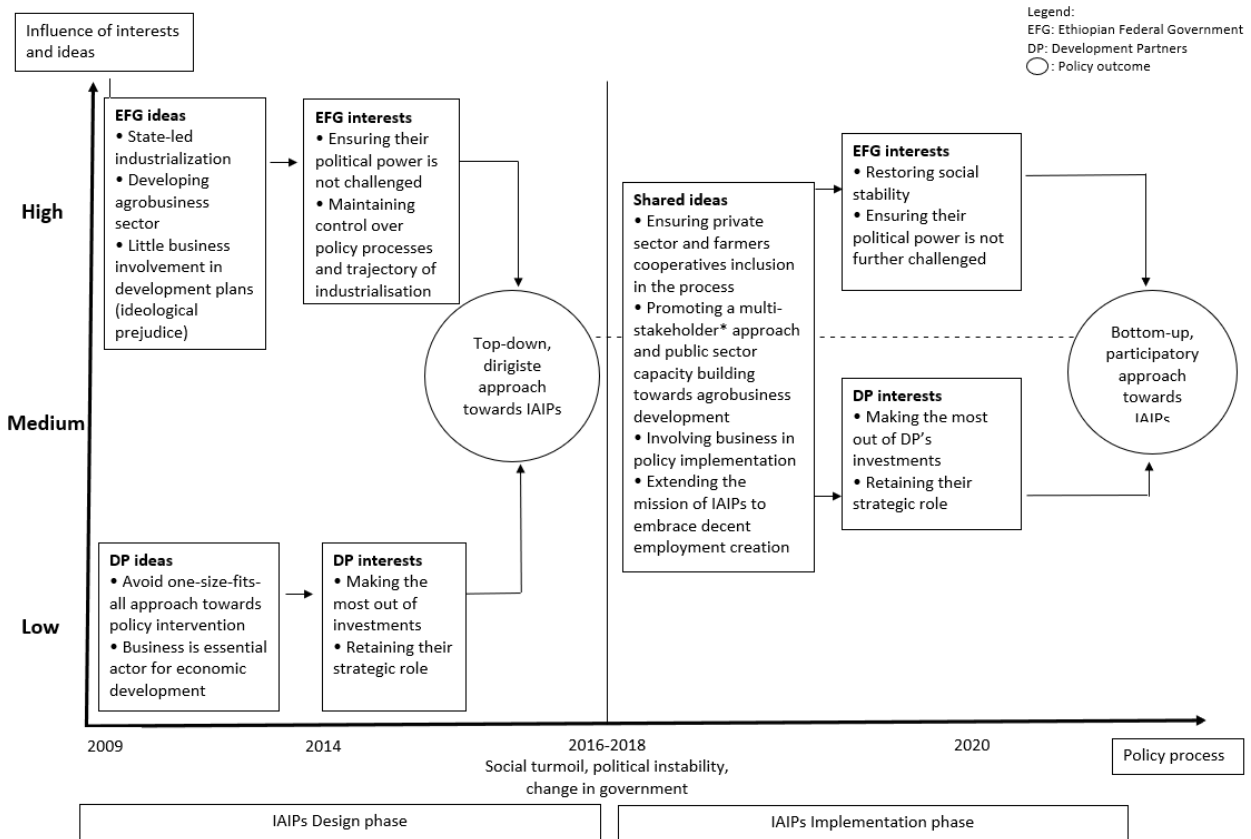 Influence of interests
and ideas
Legend:
EFG: Ethiopian Federal Government
DP: Development Partners
: Policy outcome
High
Medium
Low
EFG ideas
• State-led
industrialization
• Developing
agrobusiness
sector
• Little business
involvement in
development plans
(ideological
prejudice)
EFG interests
• Ensuring their
political power is
not challenged
• Maintaining
control over
policy processes
and trajectory of
industrialisation
Top-down,
dirigiste
approach
towards IAIPs
DP ideas
• Avoid one-size-fits-
all approach towards
policy intervention
• Business is essential
actor for economic
development
DP interests
• Making the
most out of
investments
• Retaining their
strategic role
Shared ideas
• Ensuring private
sector and farmers
cooperatives inclusion
in the process
• Promoting a multi-
stakeholder* approach
and public sector
capacity building
towards agrobusiness
development
• Involving business in
policy implementation
• Extending the
mission of IAIPs to
embrace decent
employment creation
EFG interests
• Restoring social
stability
• Ensuring their
political power is not
further challenged
DP interests
• Making the most
out of DP’s
investments
• Retaining their
strategic role
Bottom-up,
participatory
approach
towards
IAIPs
2009
2014
2016-2018
Social turmoil, political instability,
change in government
2020
Policy process
IAIPs Design phase
IAIPs Implementation phase